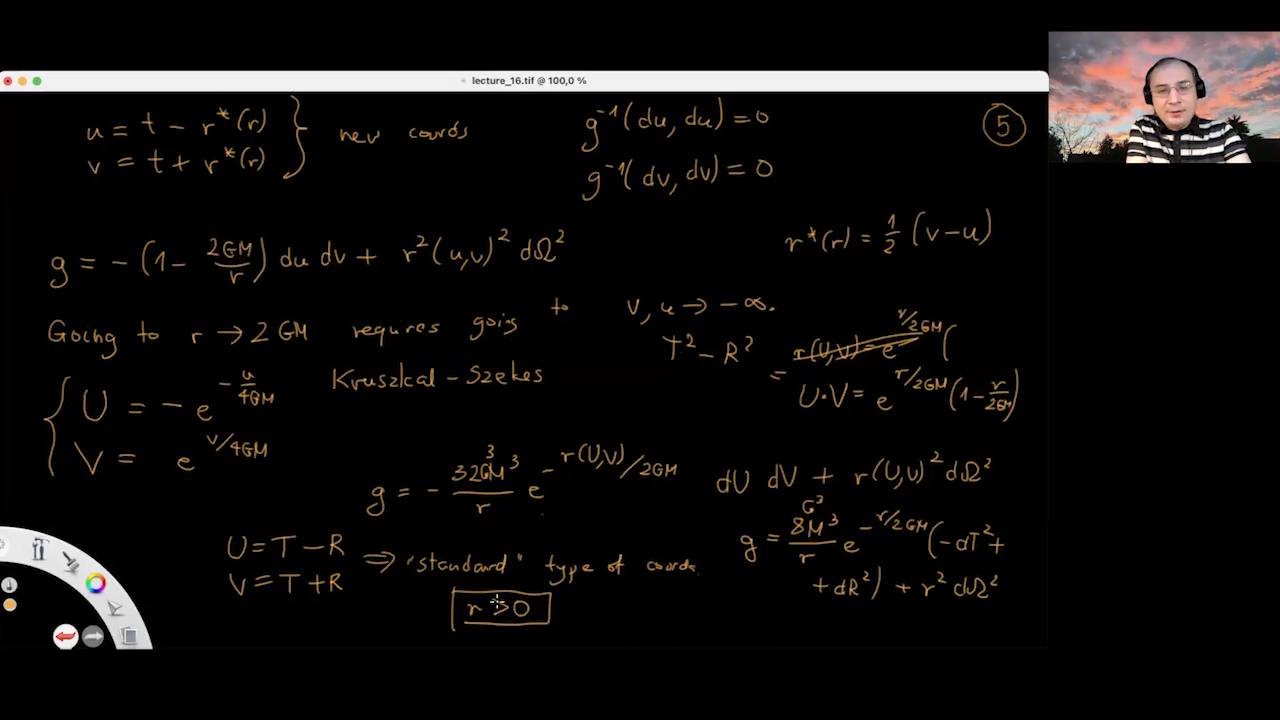 lecture_16.tif @ 100,0 %
u = t - r*(r)
v = t + r*(r)
} new coords
g⁻¹(du, du) = 0
g⁻¹(dv, dv) = 0
5
r*(r) = 1/2 (v - u)
g = - (1 - 2GM/r) du dv + r²(u,v)² dΩ²
Going to r → 2GM requires going to v, u → -∞.
T² - R² =
r(U,V) = e^(r/2GM) (
U·V = e^(r/2GM) (1 - r/2GM)
Kruszkal - Szekes
{ U = - e^(-u/4GM)
V = e^(v/4GM)
g = - 32G³M³/r e^(-r(U,V)/2GM) dU dV + r(U,V)² dΩ²
U = T - R
V = T + R
⇒ "standard" type of coords.
g = 8G³M³/r e^(-r/2GM) (- dT² +
+ dR²) + r² dΩ²
r > 0